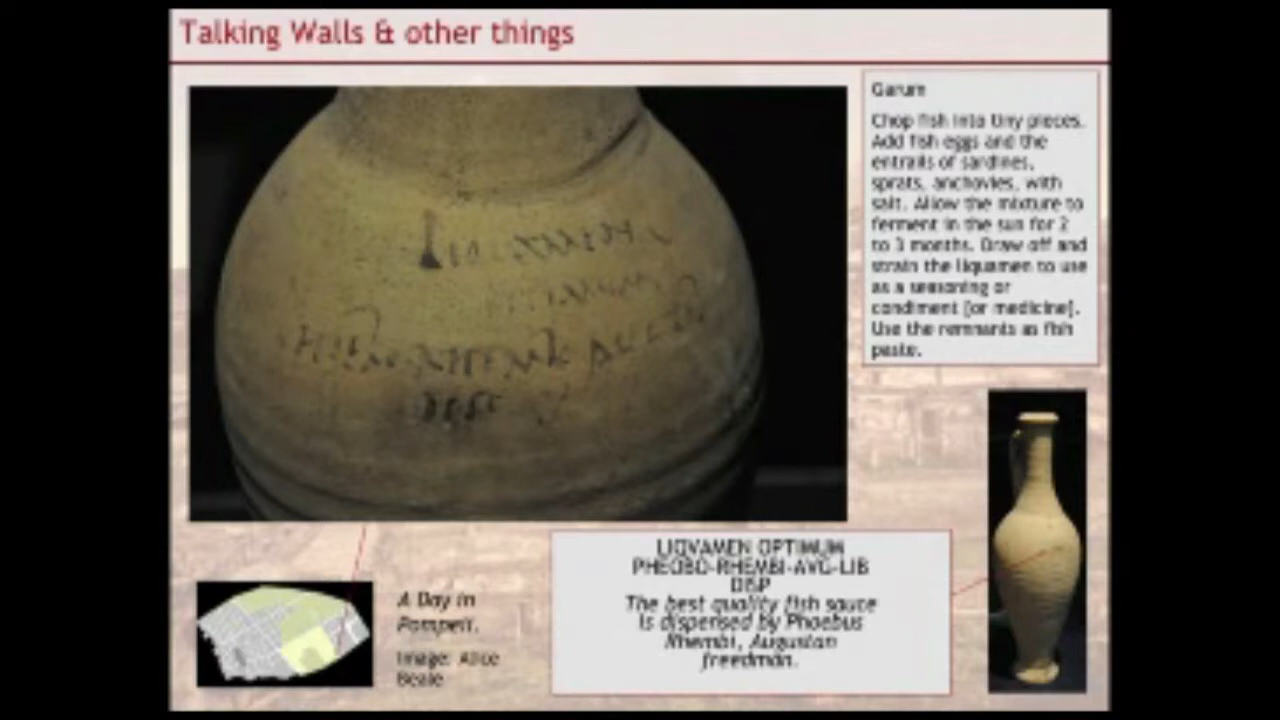 Talking Walls & other things
Garum
Chop fish into tiny pieces.
Add fish eggs and the
entrails of sardines,
sprats, anchovies, with
salt. Allow the mixture to
ferment in the sun for 2
to 3 months. Draw off and
strain the liquamen to use
as a seasoning or
condiment [or medicine].
Use the remnants as fish
paste.
LIQVAMEN OPTIMUM
PHEOBO-RHEMBI-AVG-LIB
DISP
The best quality fish sauce
is dispensed by Phoebus
Rhembi, Augustan
freedman.
A Day in
Pompeii.
Image: Alice
Beale